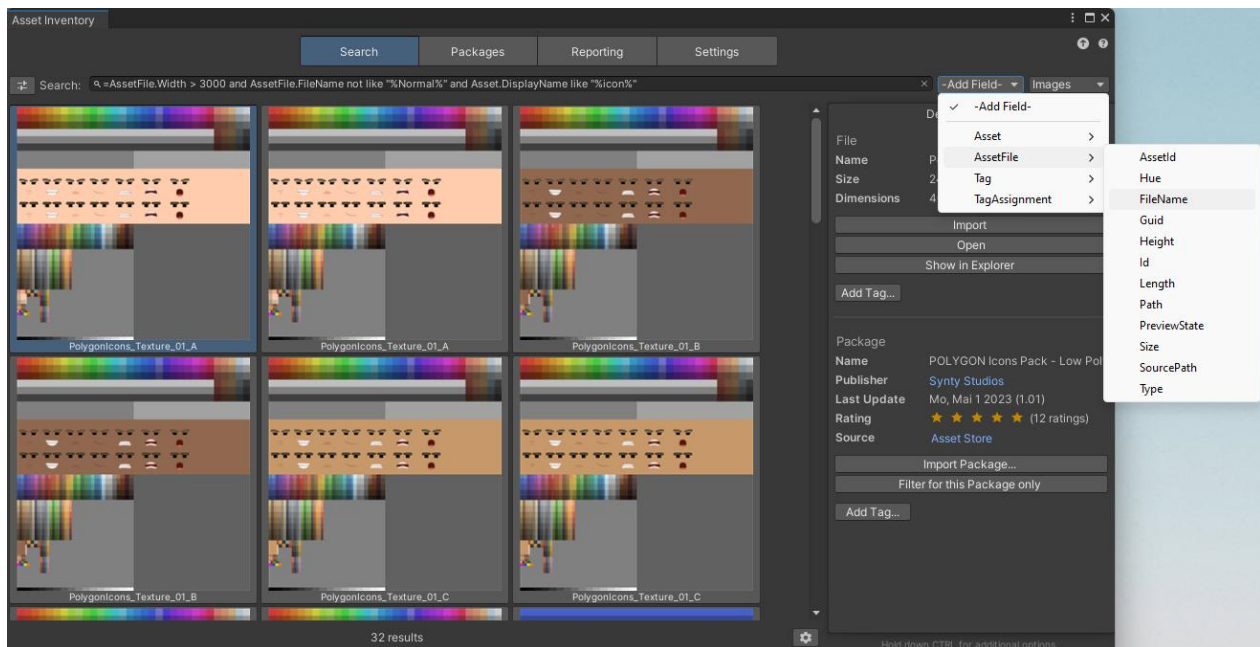 Asset Inventory
Search Packages Reporting Settings
Search: =AssetFile.Width > 3000 and AssetFile.FileName not like "%Normal%" and Asset.DisplayName like "%icon%" -Add Field- Images
-Add Field-
Asset
AssetFile
Tag
TagAssignment
AssetId
Hue
FileName
Guid
Height
Id
Length
Path
PreviewState
Size
SourcePath
Type
PolygonIcons_Texture_01_A PolygonIcons_Texture_01_A PolygonIcons_Texture_01_B
PolygonIcons_Texture_01_B PolygonIcons_Texture_01_C PolygonIcons_Texture_01_C
32 results
File
Name
Size
Dimensions
Import
Open
Show in Explorer
Add Tag...
Package
Name POLYGON Icons Pack - Low Pol
Publisher Synty Studios
Last Update Mo, Mai 1 2023 (1.01)
Rating ★ ★ ★ ★ ★ (12 ratings)
Source Asset Store
Import Package...
Filter for this Package only
Add Tag...
Hold down CTRL for additional options